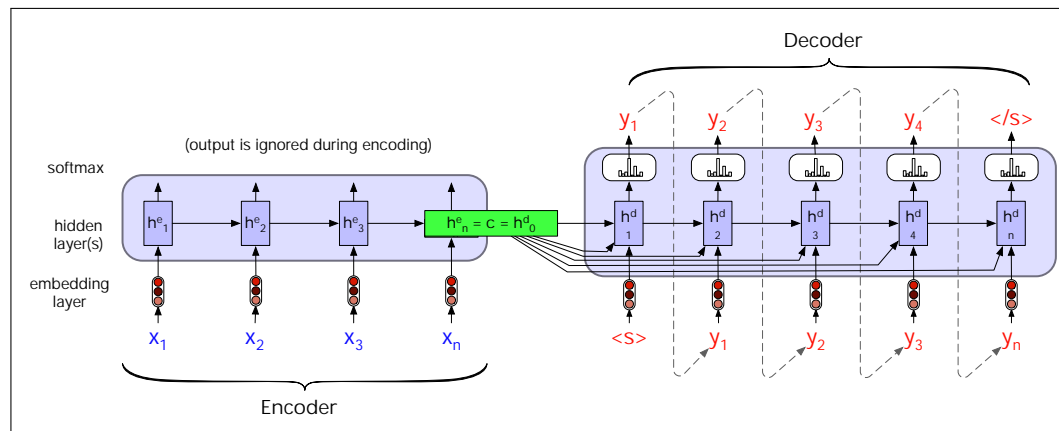 Decoder
y1 y2 y3 y4 </s>
(output is ignored during encoding)
softmax
hidden layer(s)
he1 he2 he3 hen = c = hd0 hd1 hd2 hd3 hd4 hdn
embedding layer
x1 x2 x3 xn <s> y1 y2 y3 yn
Encoder